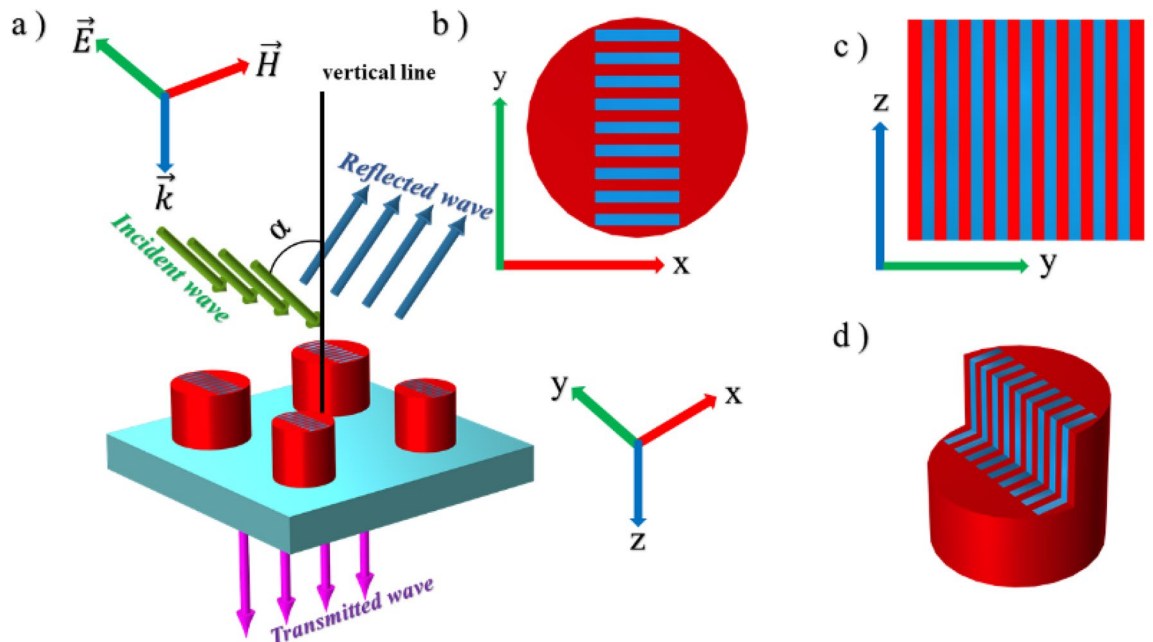 a )
E
H
k
vertical line
Reflected wave
α
Incident wave
Transmitted wave
y
x
z
b )
y
x
c )
z
y
d )